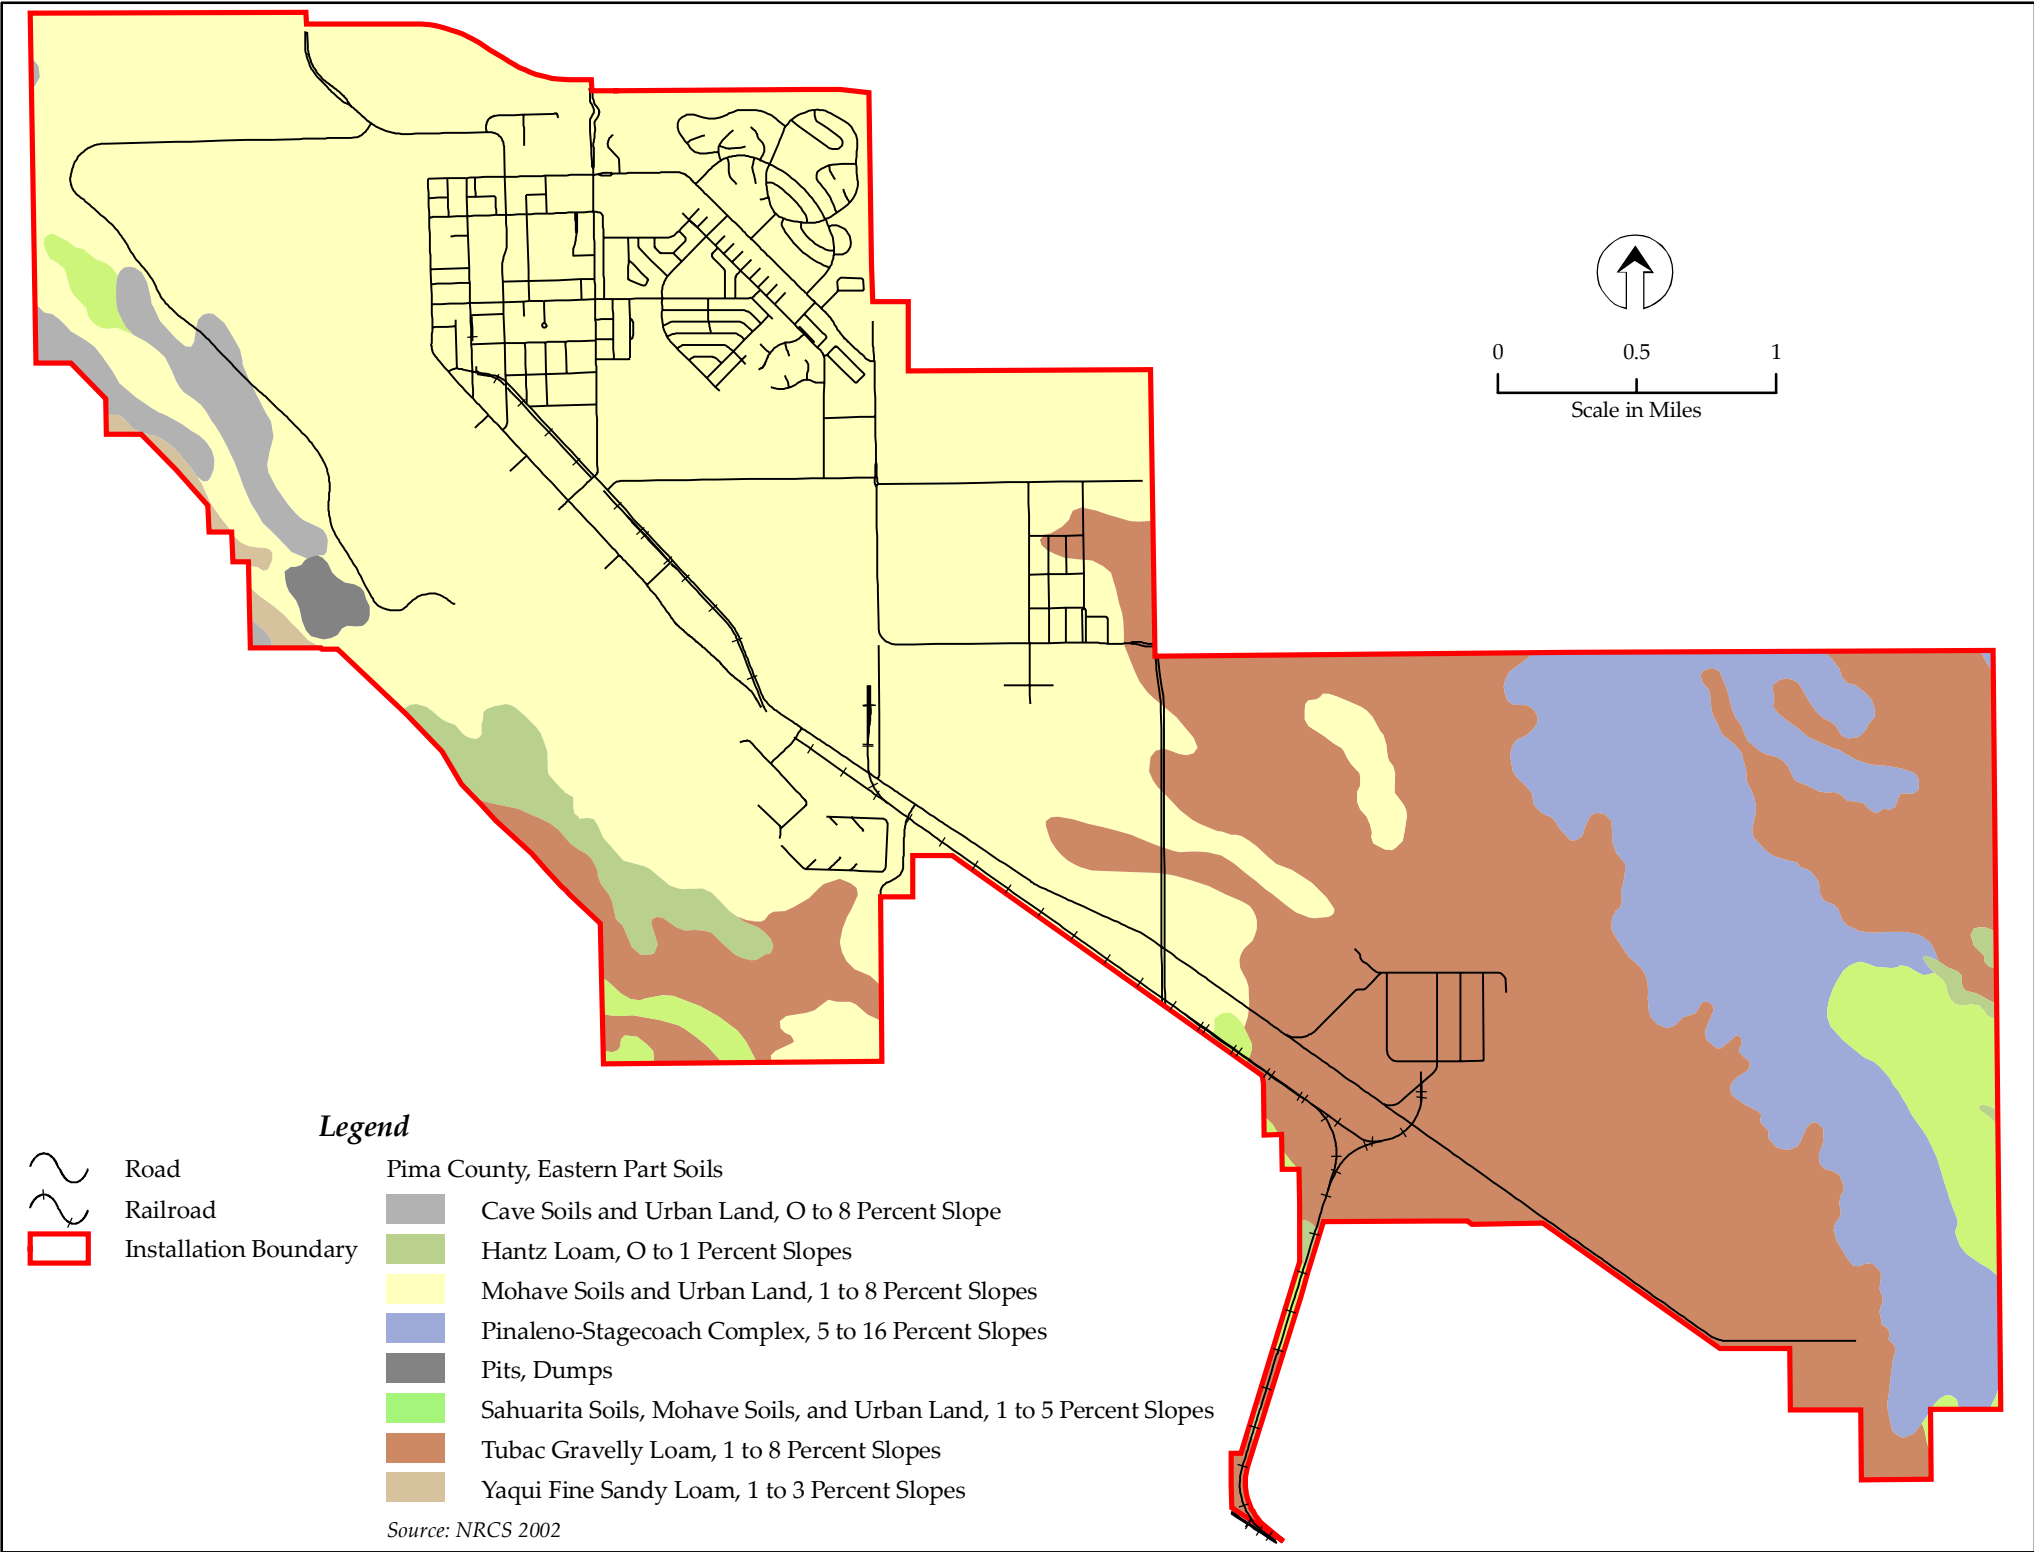 0 0.5 1
Scale in Miles
Legend
Road
Railroad
Installation Boundary
Pima County, Eastern Part Soils
Cave Soils and Urban Land, O to 8 Percent Slope
Hantz Loam, O to 1 Percent Slopes
Mohave Soils and Urban Land, 1 to 8 Percent Slopes
Pinaleno-Stagecoach Complex, 5 to 16 Percent Slopes
Pits, Dumps
Sahuarita Soils, Mohave Soils, and Urban Land, 1 to 5 Percent Slopes
Tubac Gravelly Loam, 1 to 8 Percent Slopes
Yaqui Fine Sandy Loam, 1 to 3 Percent Slopes
Source: NRCS 2002